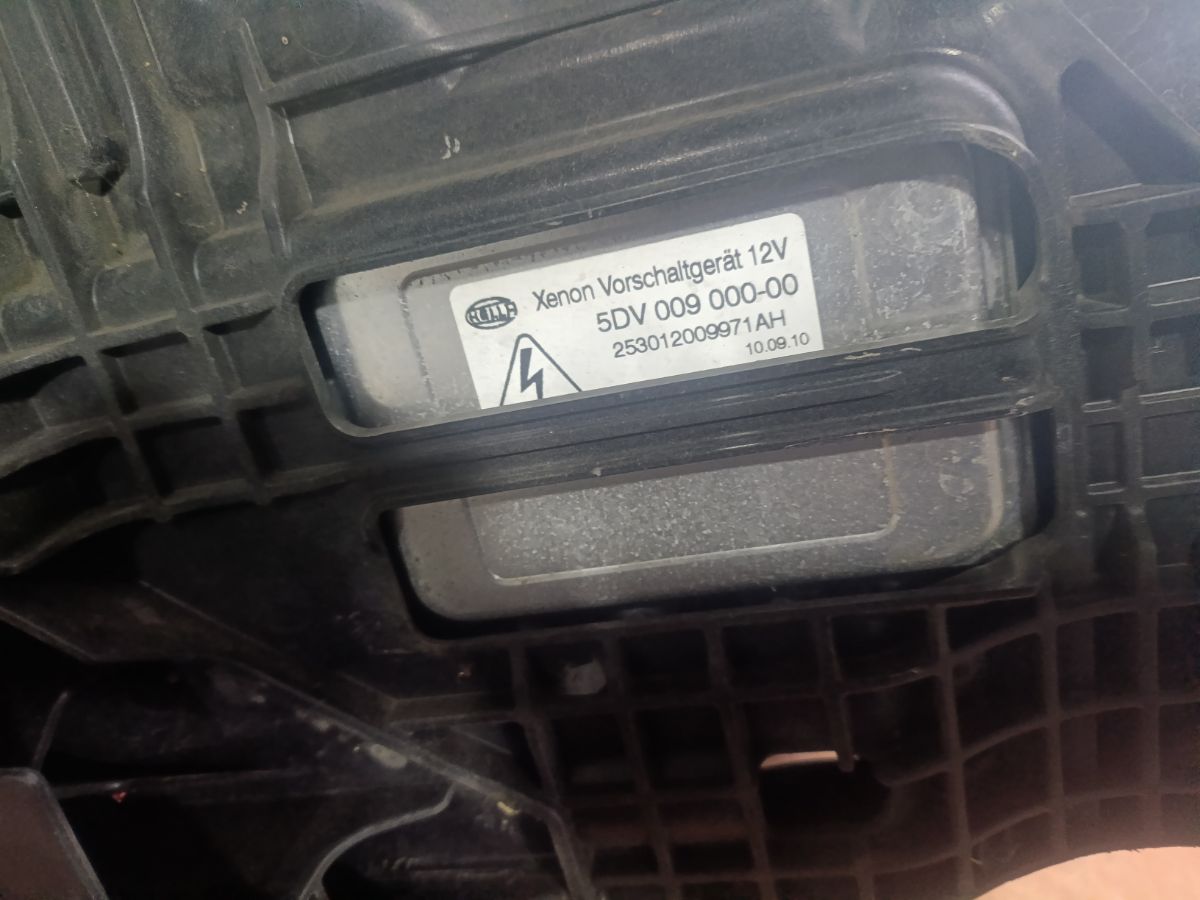 HELLA
Xenon Vorschaltgerät 12V
5DV 009 000-00
253012009971AH
10.09.10